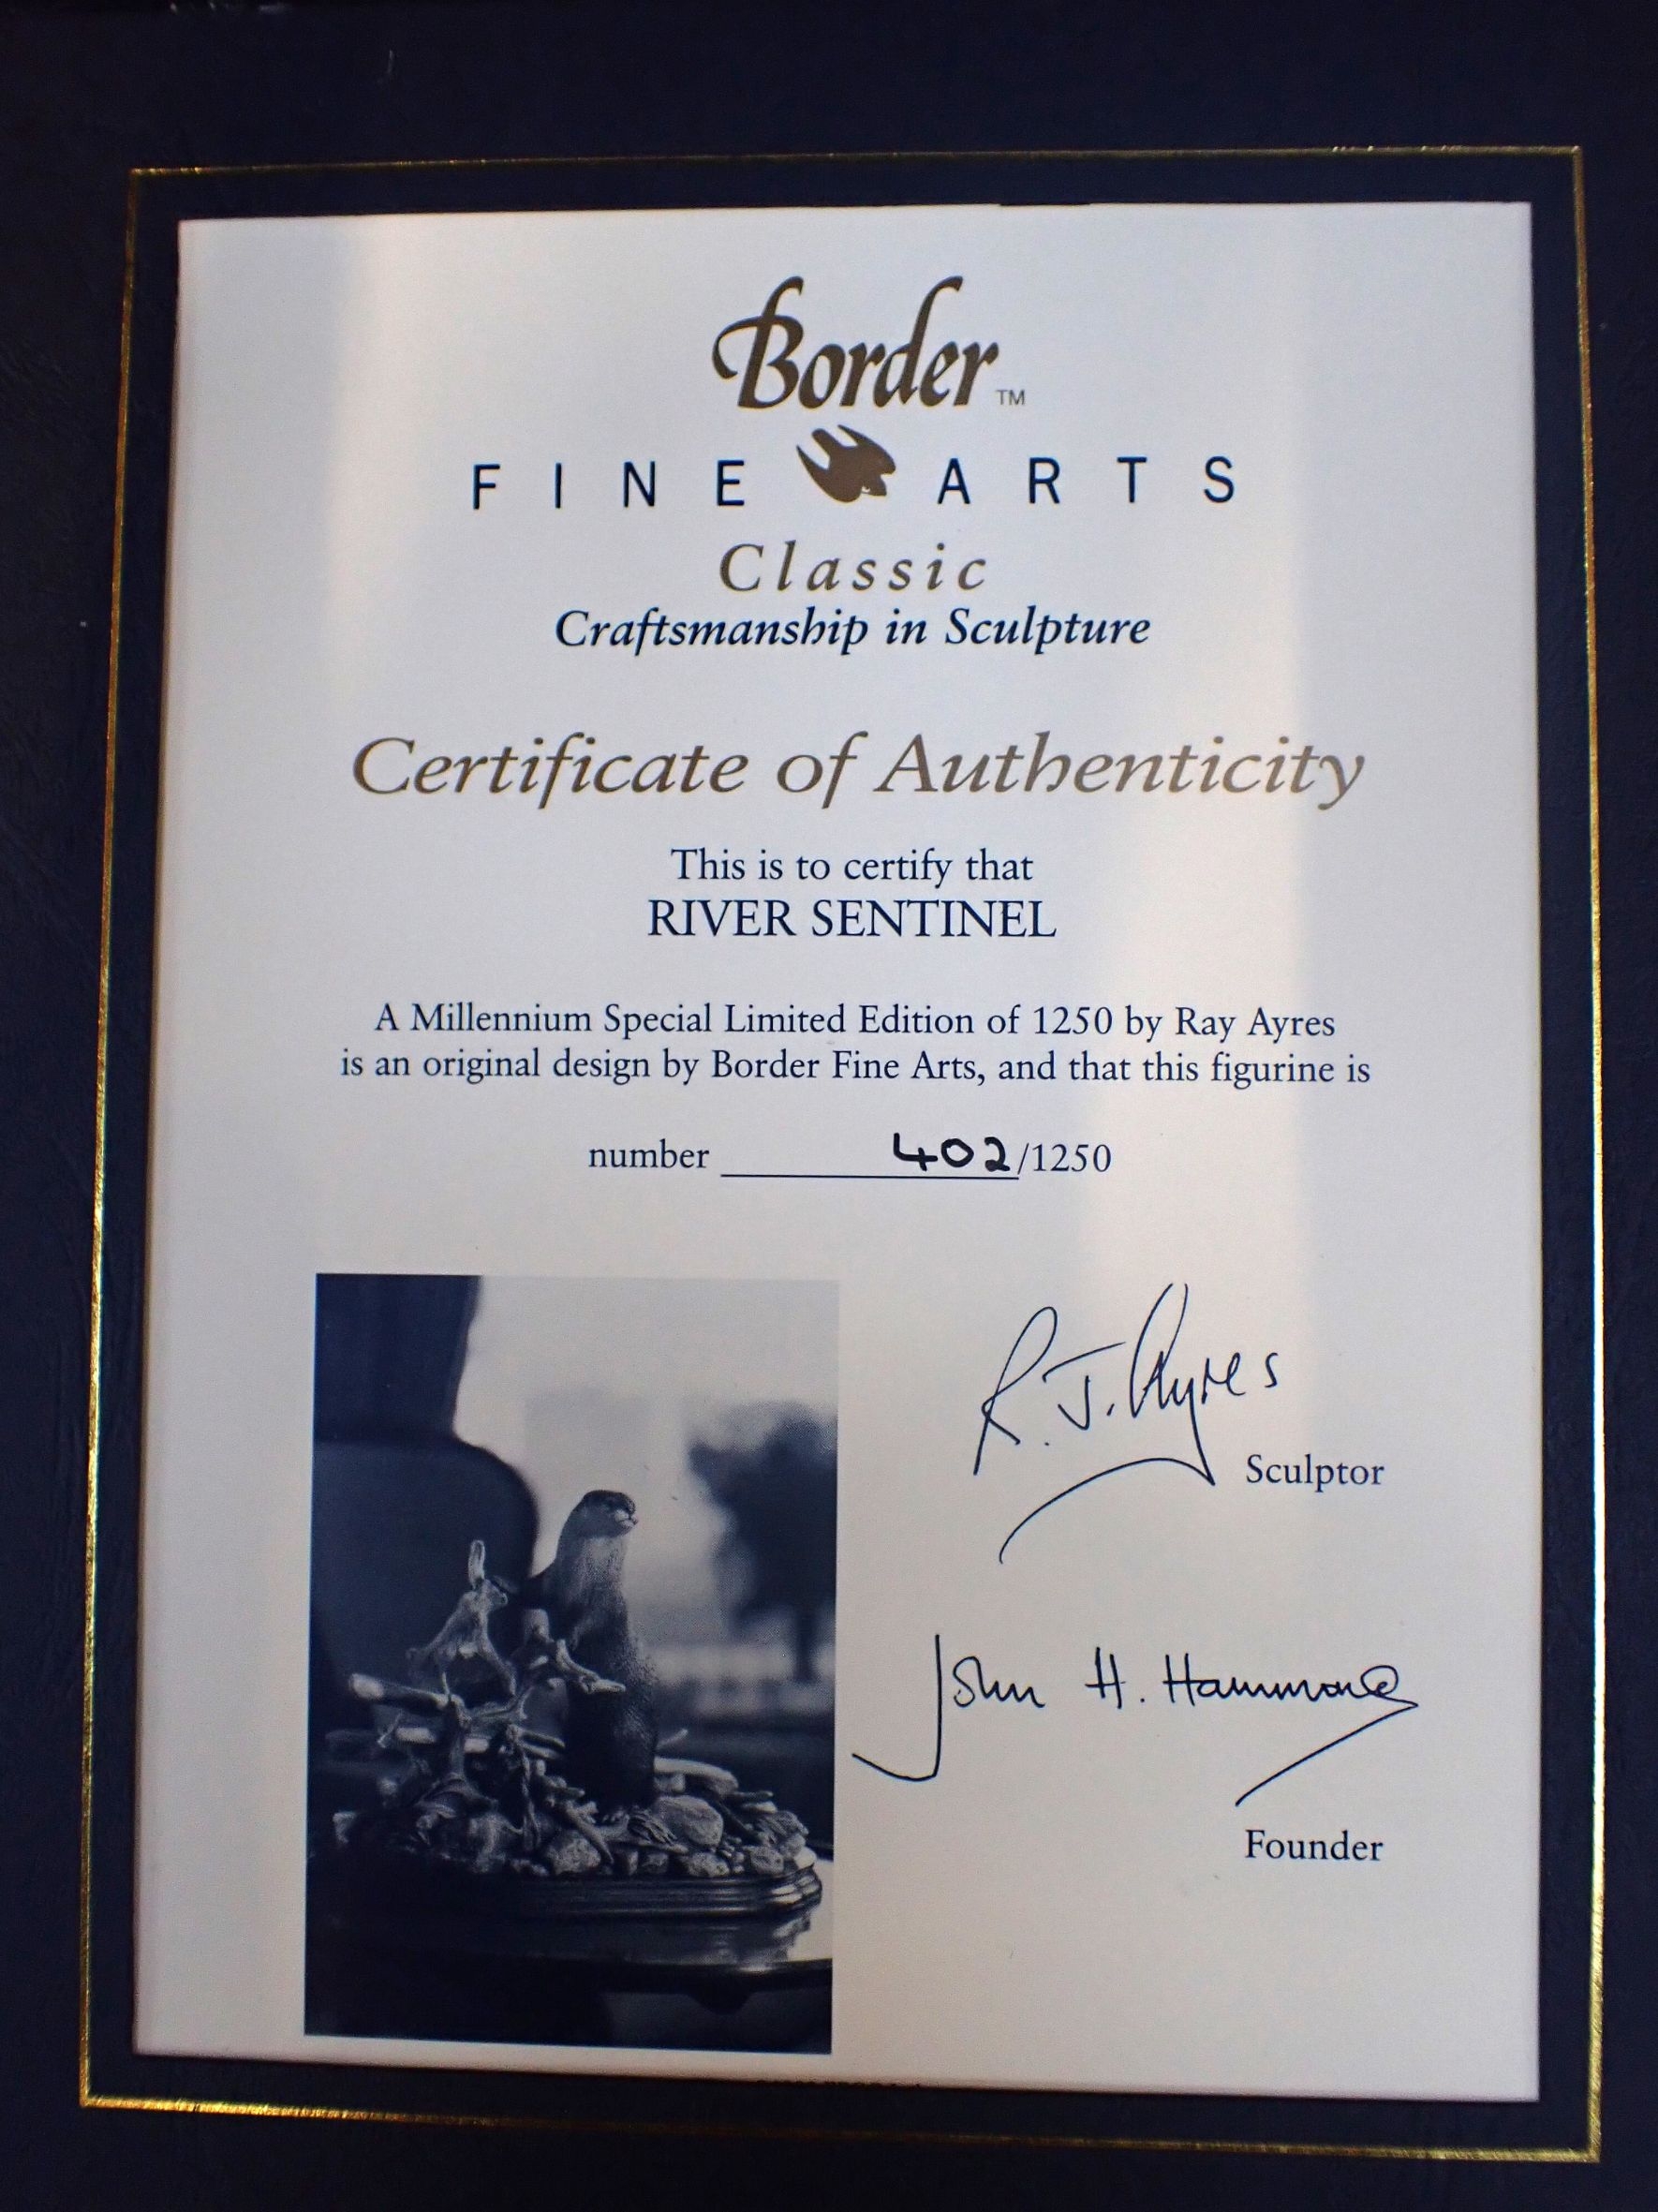 Border™
FINE ARTS
Classic
Craftsmanship in Sculpture
Certificate of Authenticity
This is to certify that
RIVER SENTINEL
A Millennium Special Limited Edition of 1250 by Ray Ayres
is an original design by Border Fine Arts, and that this figurine is
number 402/1250
R. J. Ayres
Sculptor
John H. Hammond
Founder